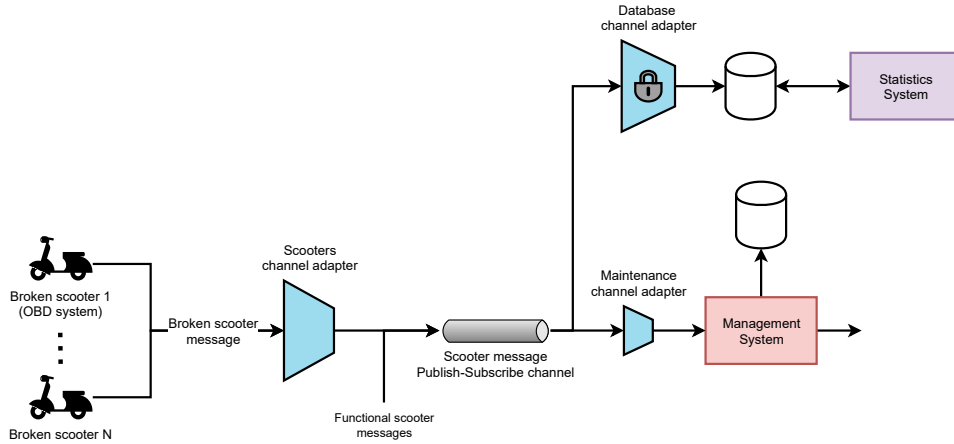 Database
channel adapter
Statistics
System
Scooters
channel adapter
Maintenance
channel adapter
Broken scooter 1
(OBD system)
Broken scooter
message
Management
System
Scooter message
Publish-Subscribe channel
Functional scooter
messages
Broken scooter N